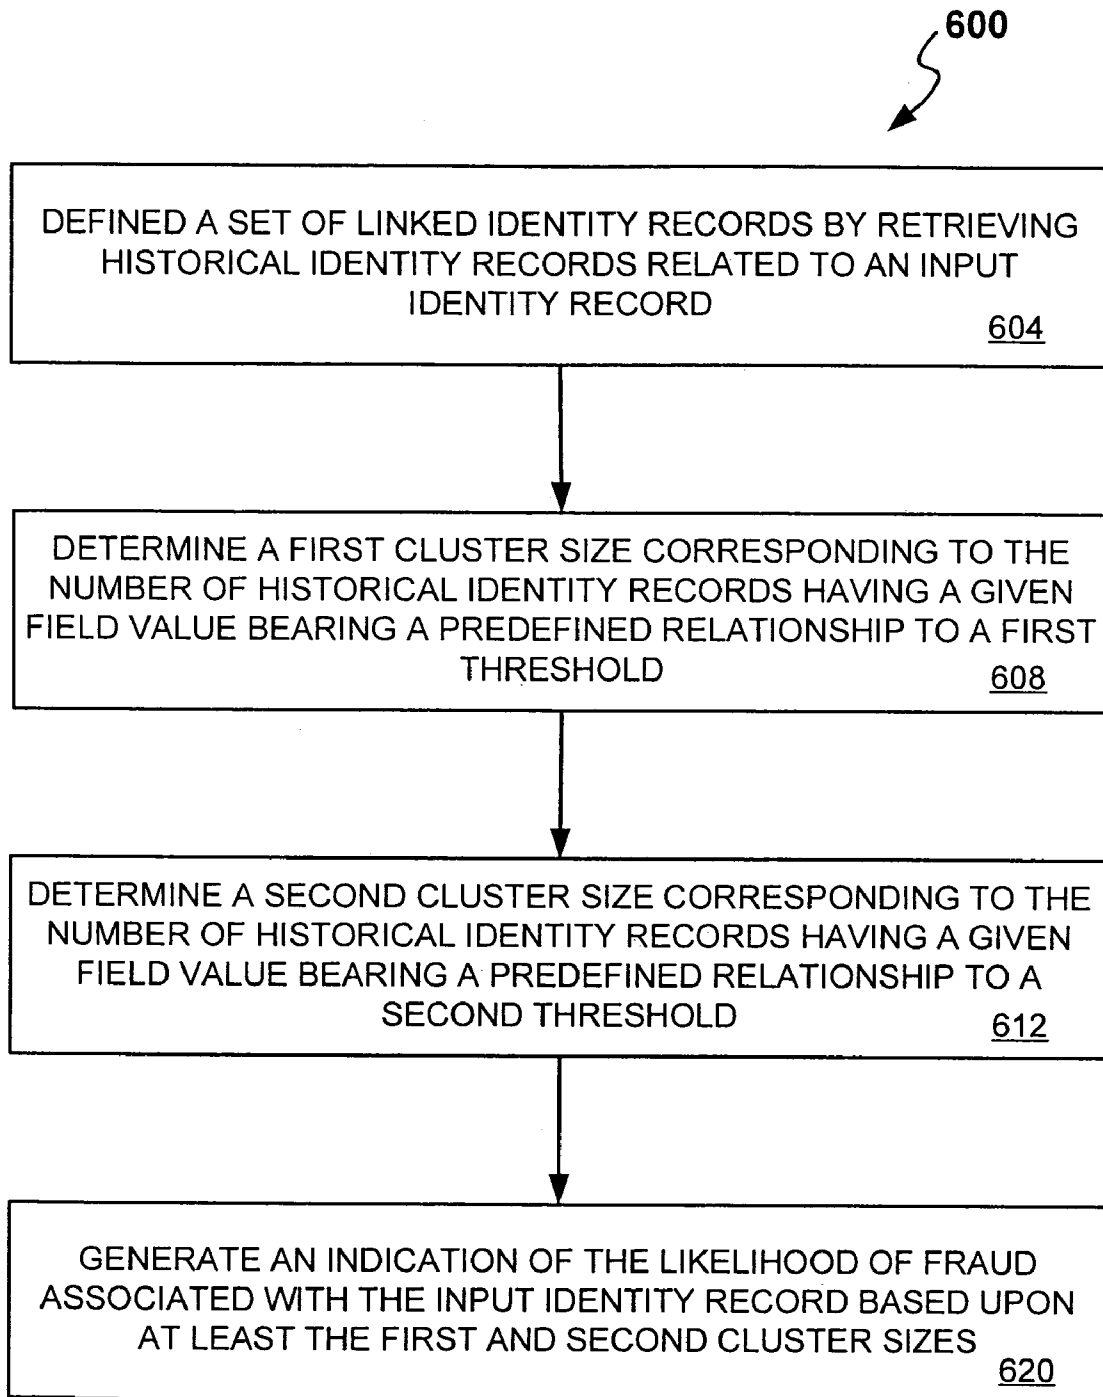 600
DEFINED A SET OF LINKED IDENTITY RECORDS BY RETRIEVING
HISTORICAL IDENTITY RECORDS RELATED TO AN INPUT
IDENTITY RECORD
604
DETERMINE A FIRST CLUSTER SIZE CORRESPONDING TO THE
NUMBER OF HISTORICAL IDENTITY RECORDS HAVING A GIVEN
FIELD VALUE BEARING A PREDEFINED RELATIONSHIP TO A FIRST
THRESHOLD
608
DETERMINE A SECOND CLUSTER SIZE CORRESPONDING TO THE
NUMBER OF HISTORICAL IDENTITY RECORDS HAVING A GIVEN
FIELD VALUE BEARING A PREDEFINED RELATIONSHIP TO A
SECOND THRESHOLD
612
GENERATE AN INDICATION OF THE LIKELIHOOD OF FRAUD
ASSOCIATED WITH THE INPUT IDENTITY RECORD BASED UPON
AT LEAST THE FIRST AND SECOND CLUSTER SIZES
620